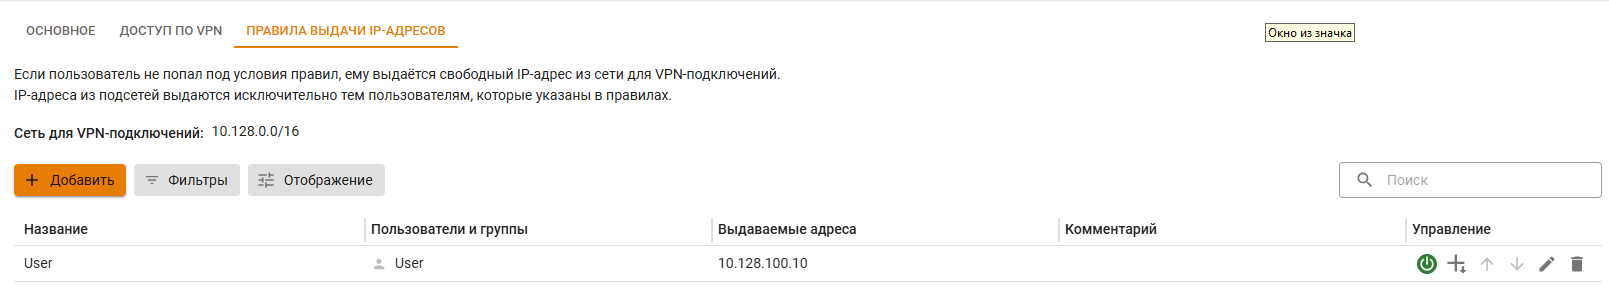 ОСНОВНОЕ ДОСТУП ПО VPN ПРАВИЛА ВЫДАЧИ IP-АДРЕСОВ
Окно из значка
Если пользователь не попал под условия правил, ему выдаётся свободный IP-адрес из сети для VPN-подключений.
IP-адреса из подсетей выдаются исключительно тем пользователям, которые указаны в правилах.
Сеть для VPN-подключений: 10.128.0.0/16
Добавить Фильтры Отображение Поиск
Название Пользователи и группы Выдаваемые адреса Комментарий Управление
User User 10.128.100.10